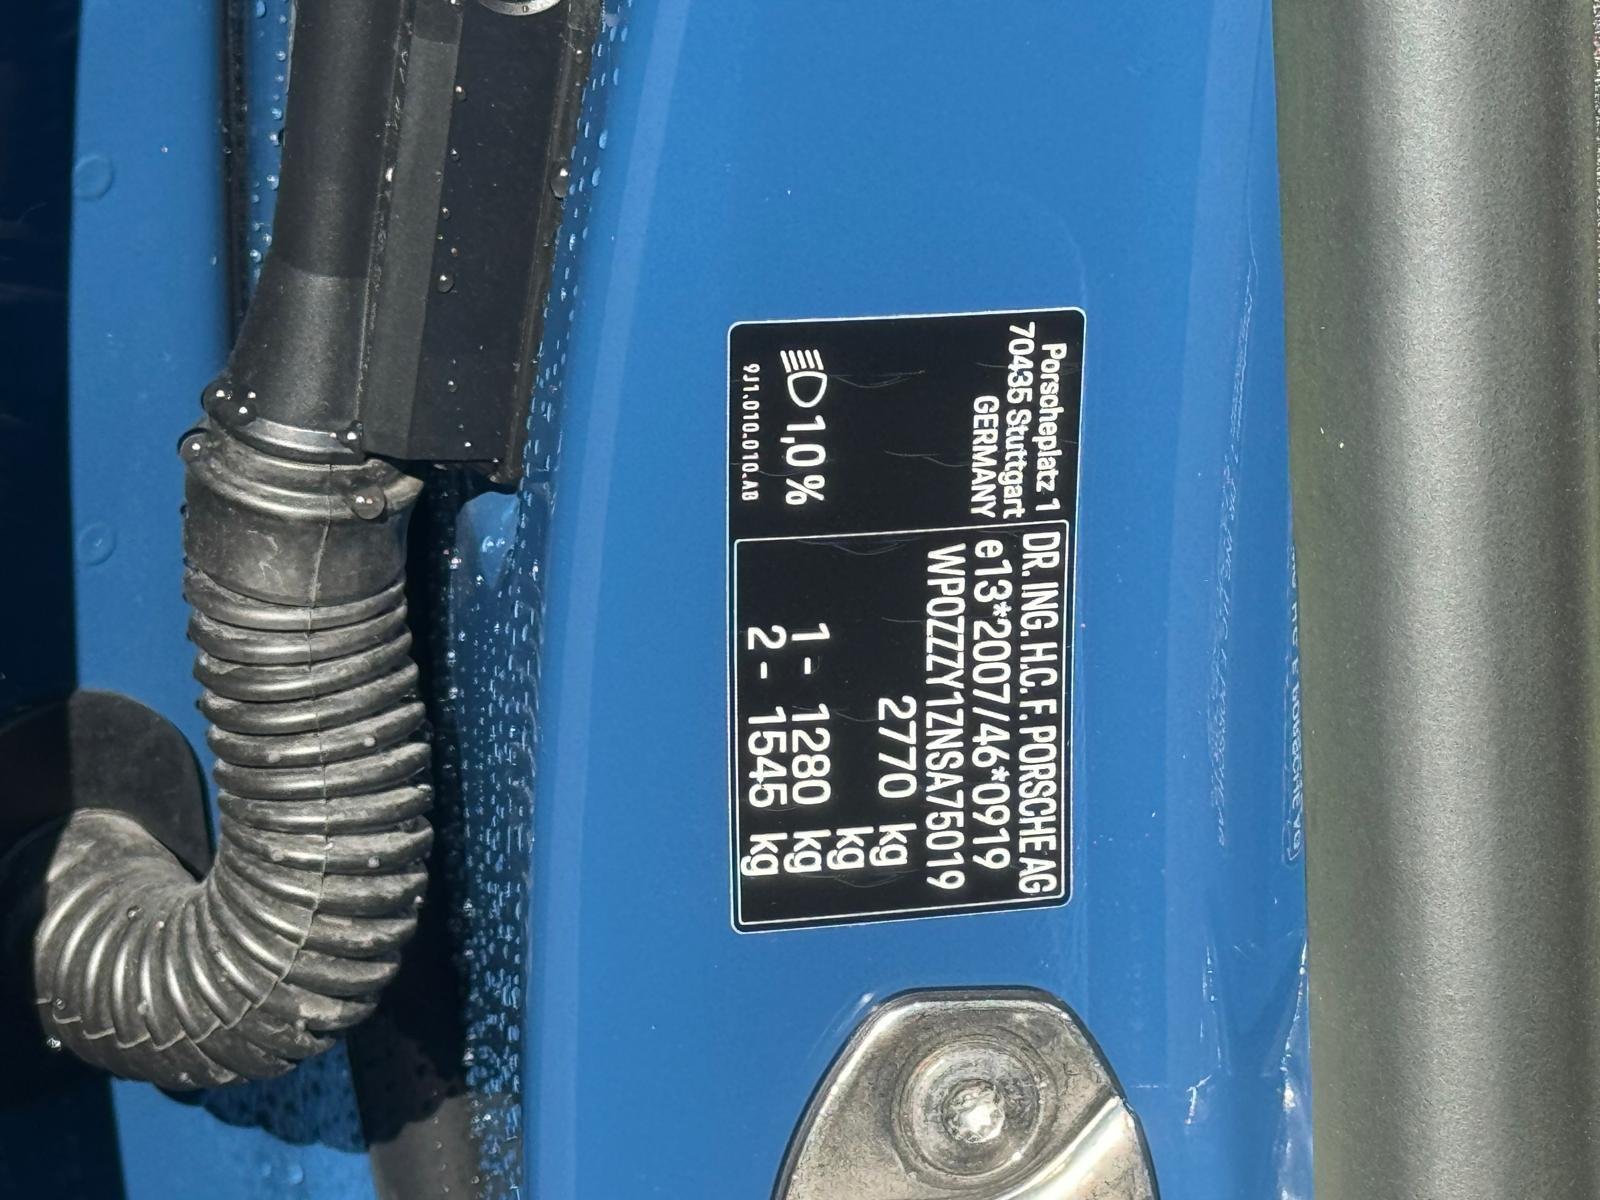 Porscheplatz 1
70435 Stuttgart
GERMANY
1,0 %
9J1.010.010.AB
DR. ING. H.C. F. PORSCHE AG
e13*2007/46*0919
WP0ZZZY1ZNSA75019
2770 kg
kg
1 - 1280 kg
2 - 1545 kg